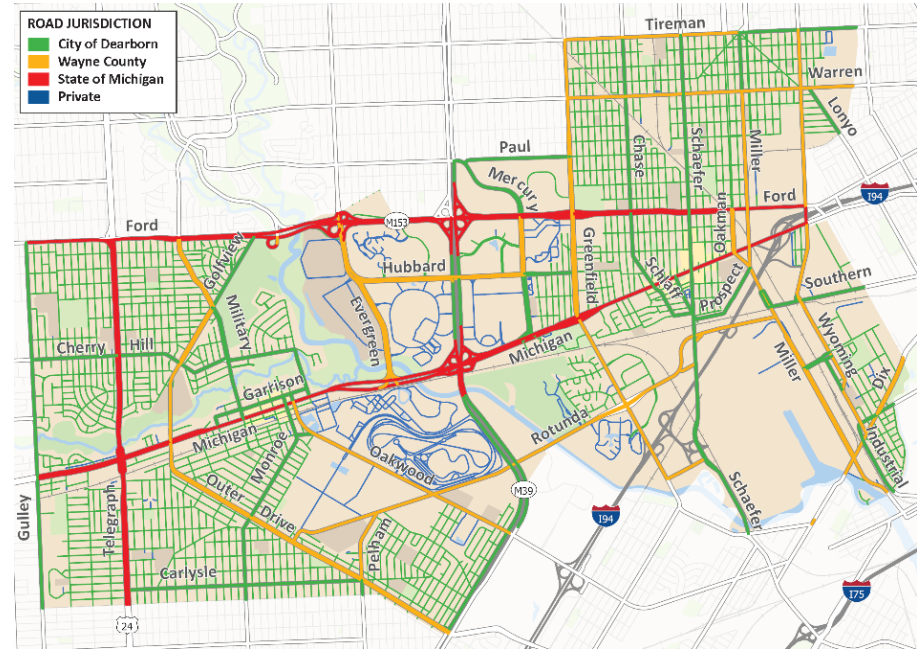 ROAD JURISDICTION
City of Dearborn
Wayne County
State of Michigan
Private
Tireman
Warren
Lonyo
Chase
Schaefer
Miller
Paul
Mercury
M153
Ford
Ford
Oakman
I94
Golfview
Hubbard
Greenfield
Schlaff
Prospect
Southern
Military
Evergreen
Michigan
Cherry Hill
Garrison
Wyoming
Miller
Dix
Michigan
Rotunda
Monroe
Oakwood
Industrial
Gulley
Telegraph
Outer Drive
M39
Schaefer
I94
Pelham
Carlysle
I75
24